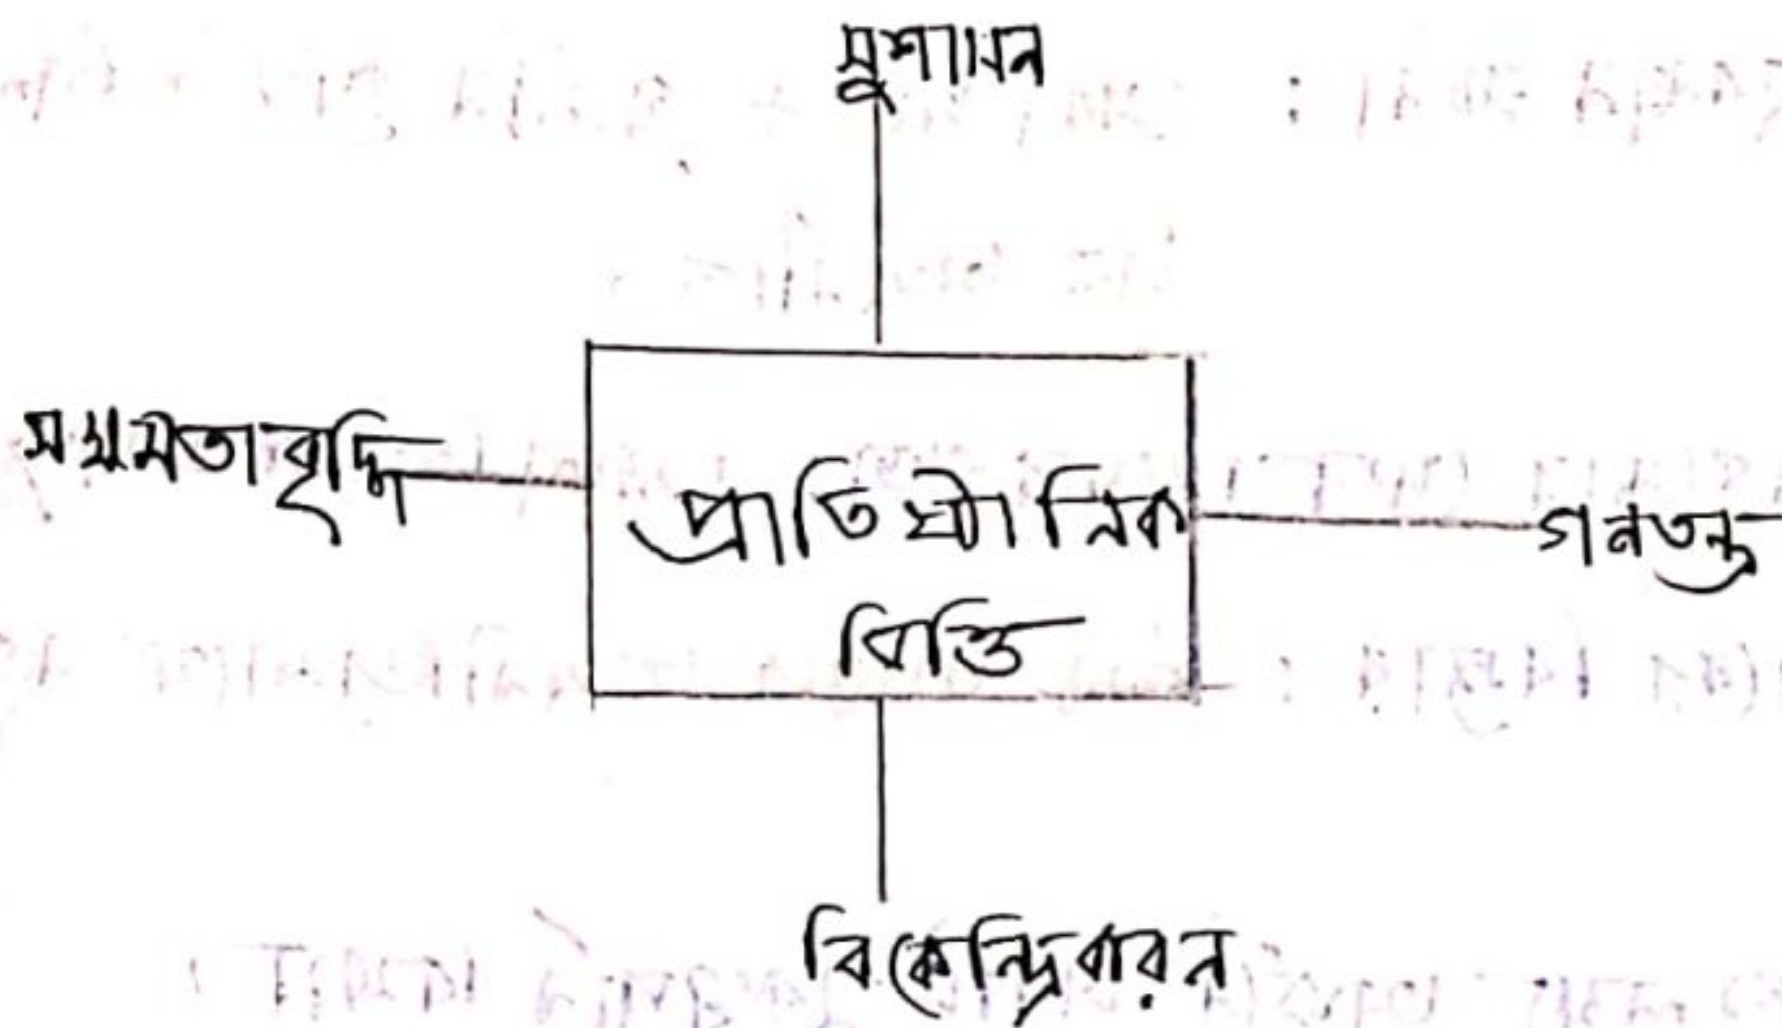 সুশাসন
সক্ষমতাবৃদ্ধি
প্রাতিষ্ঠানিক
বিত্তি
গনতন্ত্র
বিকেন্দ্রিকরন